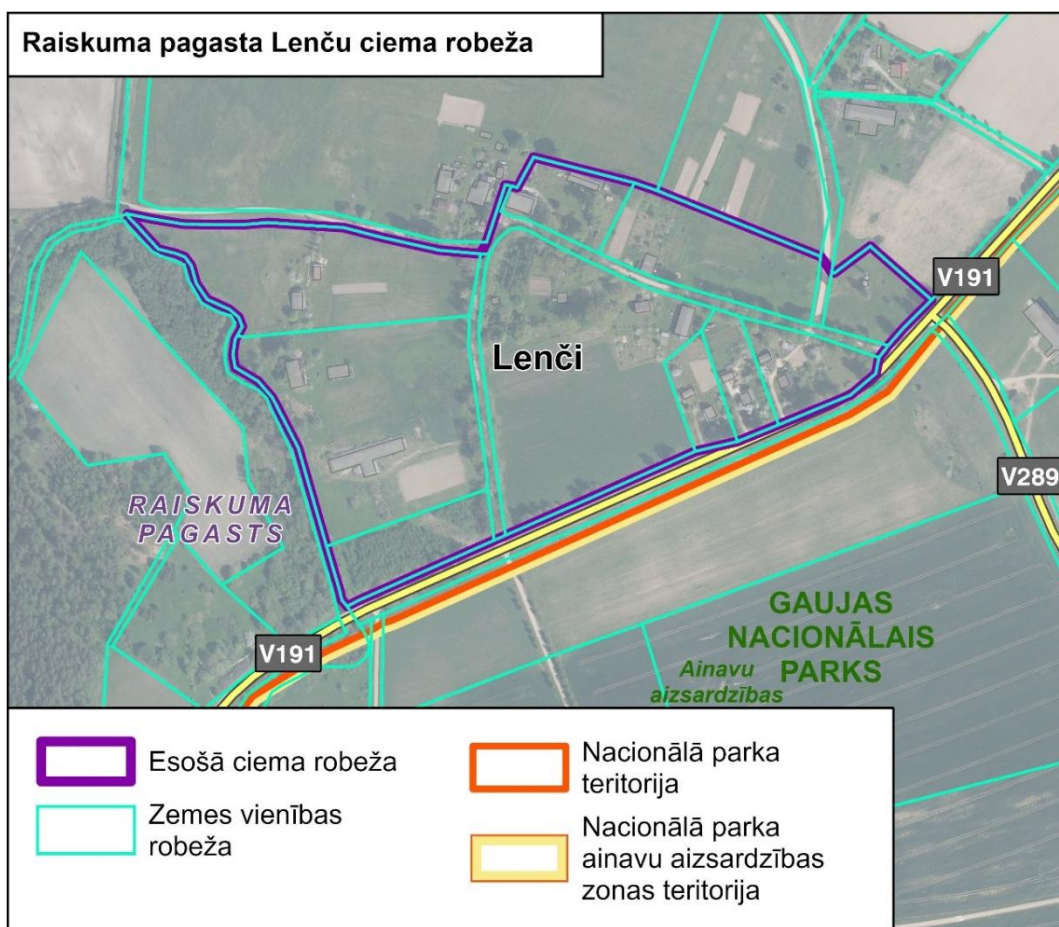 Raiskuma pagasta Lenču ciema robeža
V191
Lenči
V289
RAISKUMA
PAGASTS
GAUJAS
NACIONĀLAIS
PARKS
Ainavu
aizsardzības
V191
Esošā ciema robeža
Zemes vienības
robeža
Nacionālā parka
teritorija
Nacionālā parka
ainavu aizsardzības
zonas teritorija